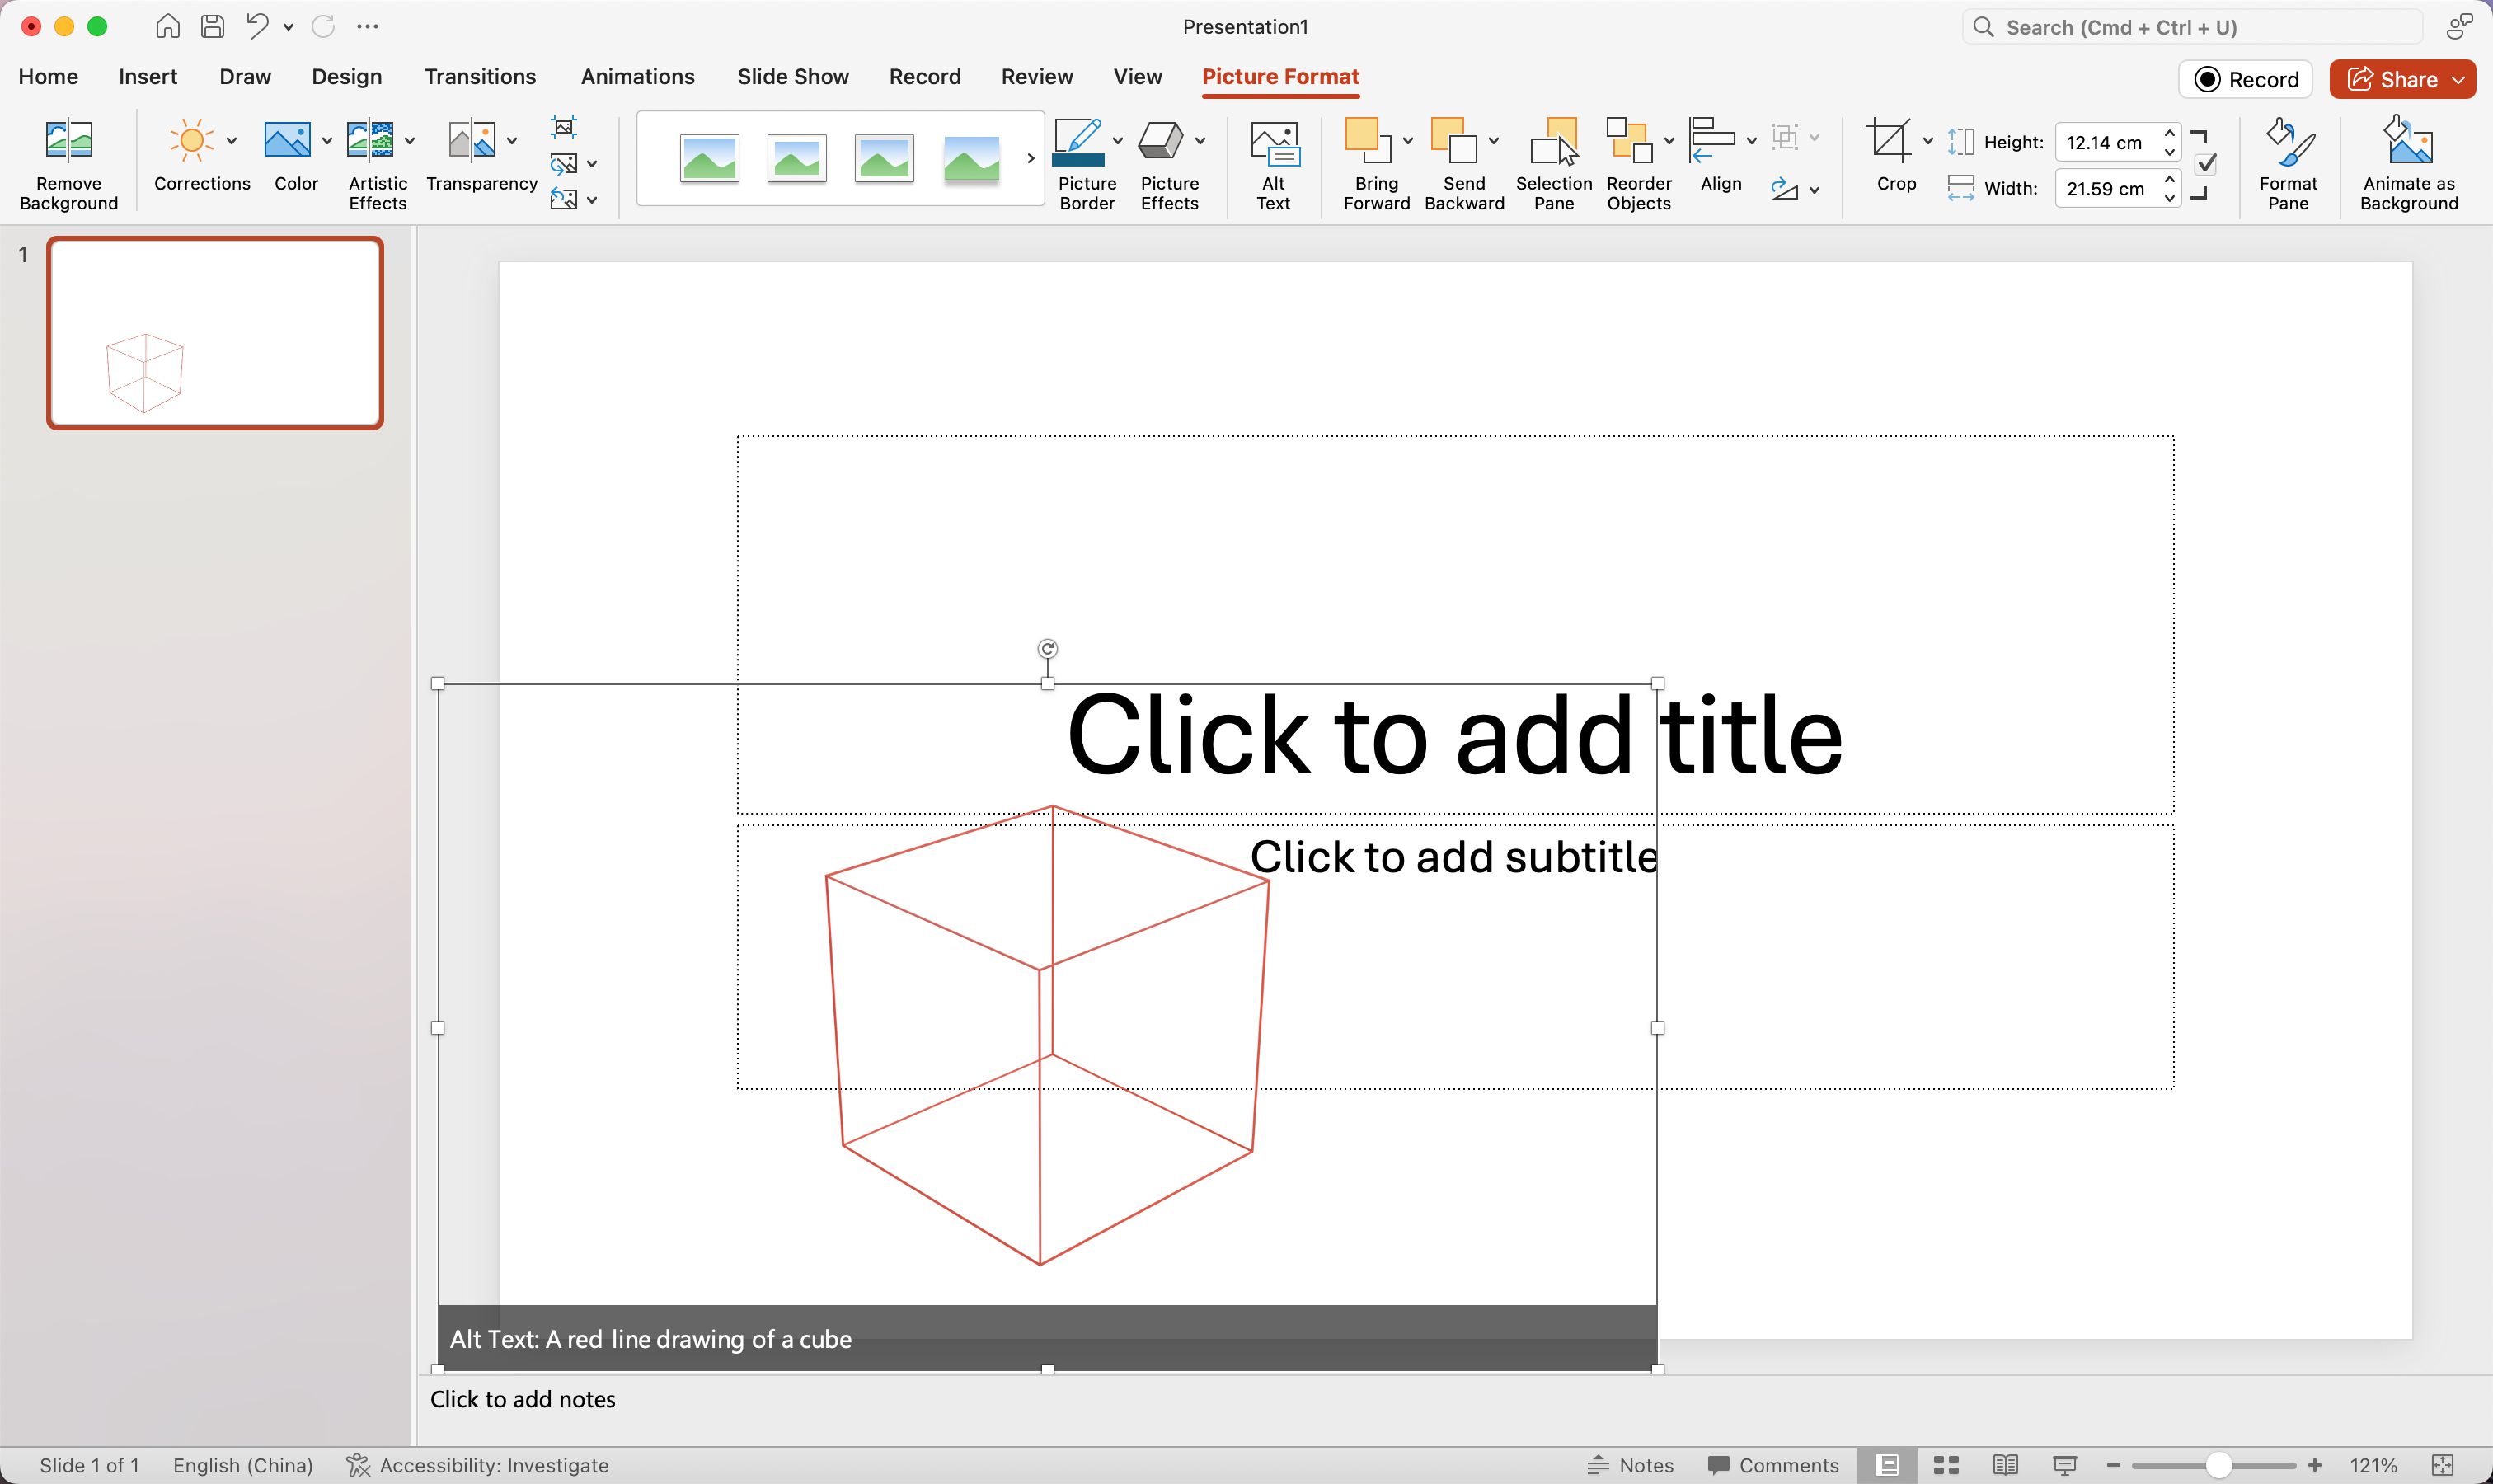 Presentation1
Search (Cmd + Ctrl + U)
Home Insert Draw Design Transitions Animations Slide Show Record Review View Picture Format
Record Share
Remove Background
Corrections
Color
Artistic Effects
Transparency
Picture Border
Picture Effects
Alt Text
Bring Forward
Send Backward
Selection Pane
Reorder Objects
Align
Crop
Height: 12.14 cm
Width: 21.59 cm
Format Pane
Animate as Background
1
Click to add title
Click to add subtitle
Alt Text: A red line drawing of a cube
Click to add notes
Slide 1 of 1 English (China) Accessibility: Investigate Notes Comments 121%